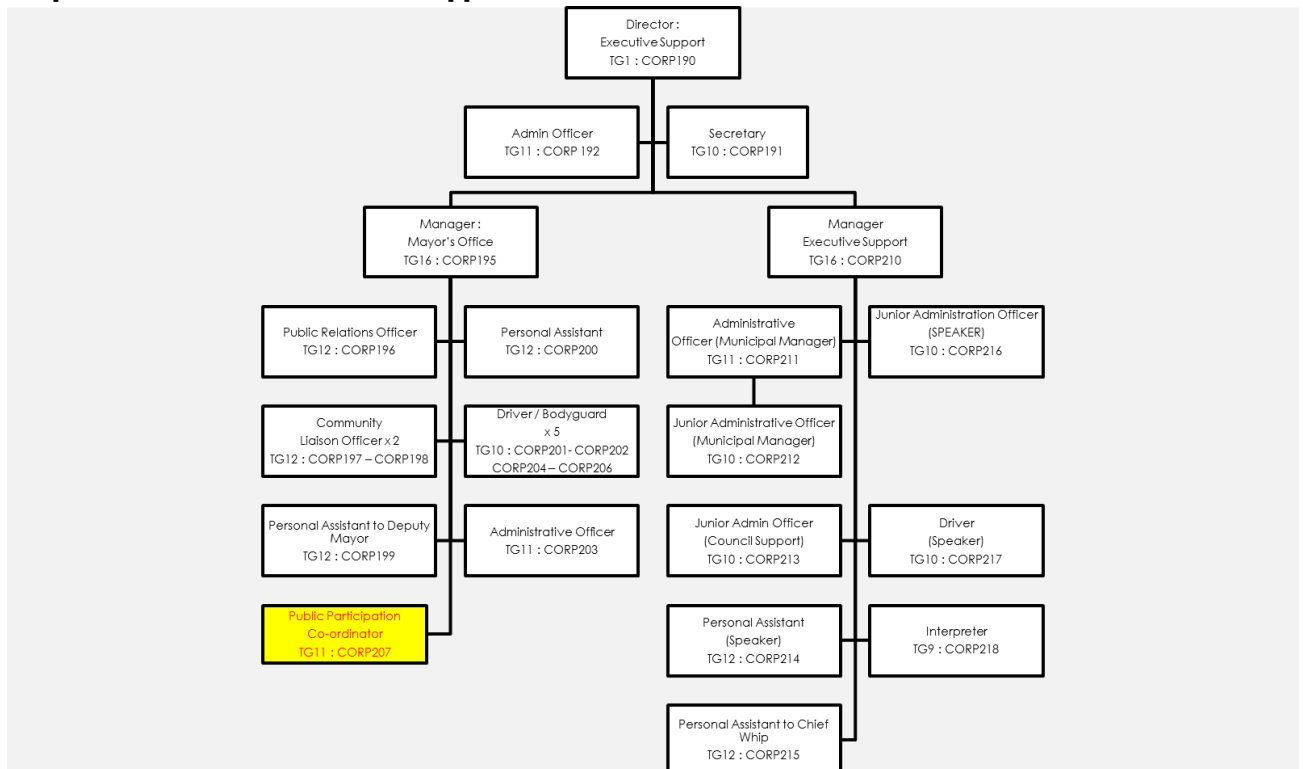 Director :
Executive Support
TG1 : CORP190
Admin Officer
TG11 : CORP 192
Secretary
TG10 : CORP191
Manager :
Mayor's Office
TG16 : CORP195
Manager
Executive Support
TG16 : CORP210
Public Relations Officer
TG12 : CORP196
Personal Assistant
TG12 : CORP200
Administrative
Officer (Municipal Manager)
TG11 : CORP211
Junior Administration Officer
(SPEAKER)
TG10 : CORP216
Community
Liaison Officer x 2
TG12 : CORP197 – CORP198
Driver / Bodyguard
x 5
TG10 : CORP201- CORP202
CORP204 – CORP206
Junior Administrative Officer
(Municipal Manager)
TG10 : CORP212
Personal Assistant to Deputy
Mayor
TG12 : CORP199
Administrative Officer
TG11 : CORP203
Junior Admin Officer
(Council Support)
TG10 : CORP213
Driver
(Speaker)
TG10 : CORP217
Public Participation
Co-ordinator
TG11 : CORP207
Personal Assistant
(Speaker)
TG12 : CORP214
Interpreter
TG9 : CORP218
Personal Assistant to Chief
Whip
TG12 : CORP215